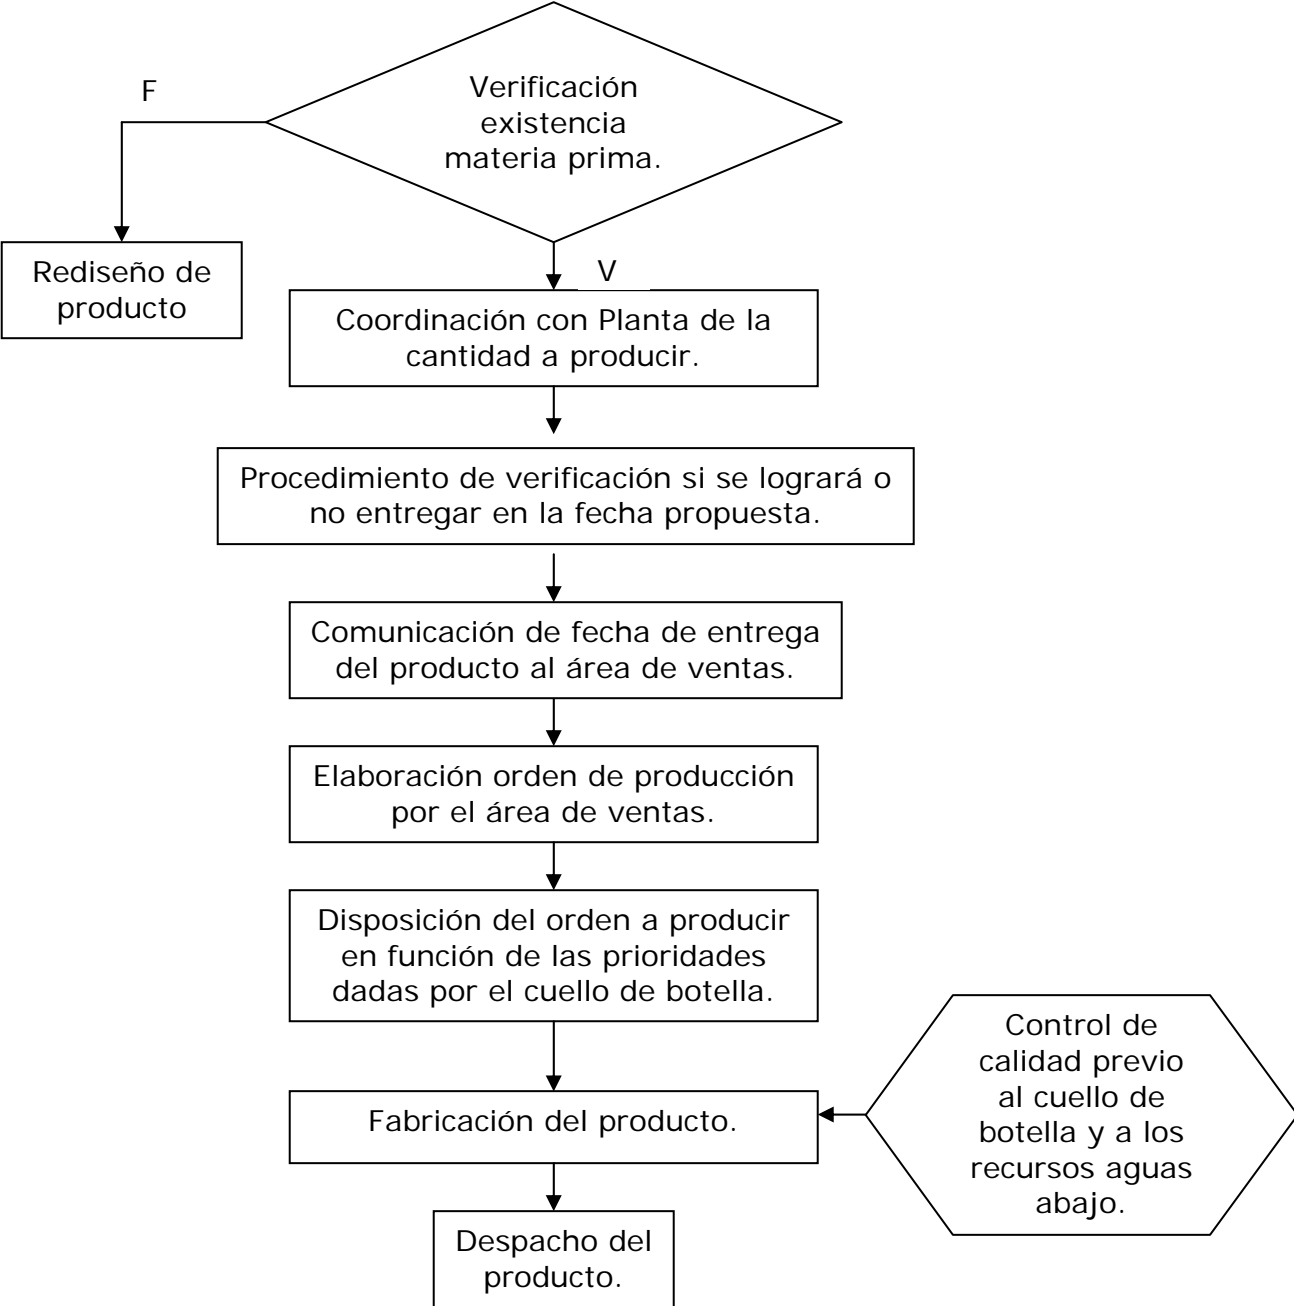 Verificación
existencia
materia prima.
F
Rediseño de
producto
V
Coordinación con Planta de la
cantidad a producir.
Procedimiento de verificación si se logrará o
no entregar en la fecha propuesta.
Comunicación de fecha de entrega
del producto al área de ventas.
Elaboración orden de producción
por el área de ventas.
Disposición del orden a producir
en función de las prioridades
dadas por el cuello de botella.
Control de
calidad previo
al cuello de
botella y a los
recursos aguas
abajo.
Fabricación del producto.
Despacho del
producto.